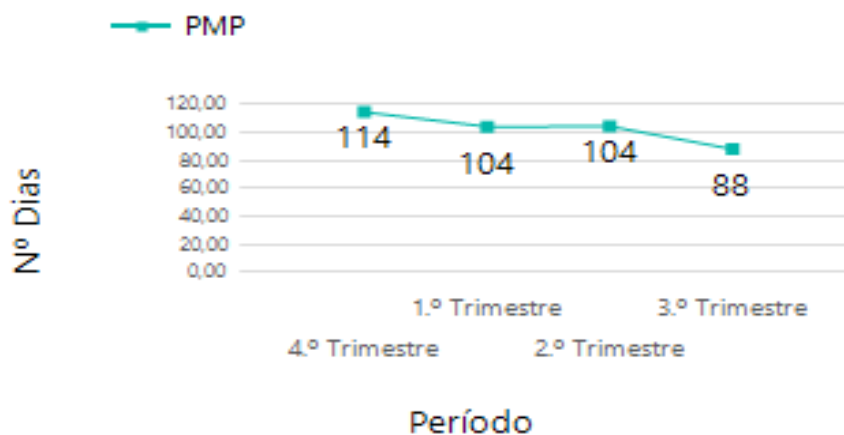 PMP
120,00
100,00
80,00
60,00
40,00
20,00
0,00
114
104
104
88
Nº Dias
1.º Trimestre
3.º Trimestre
4.º Trimestre
2.º Trimestre
Período